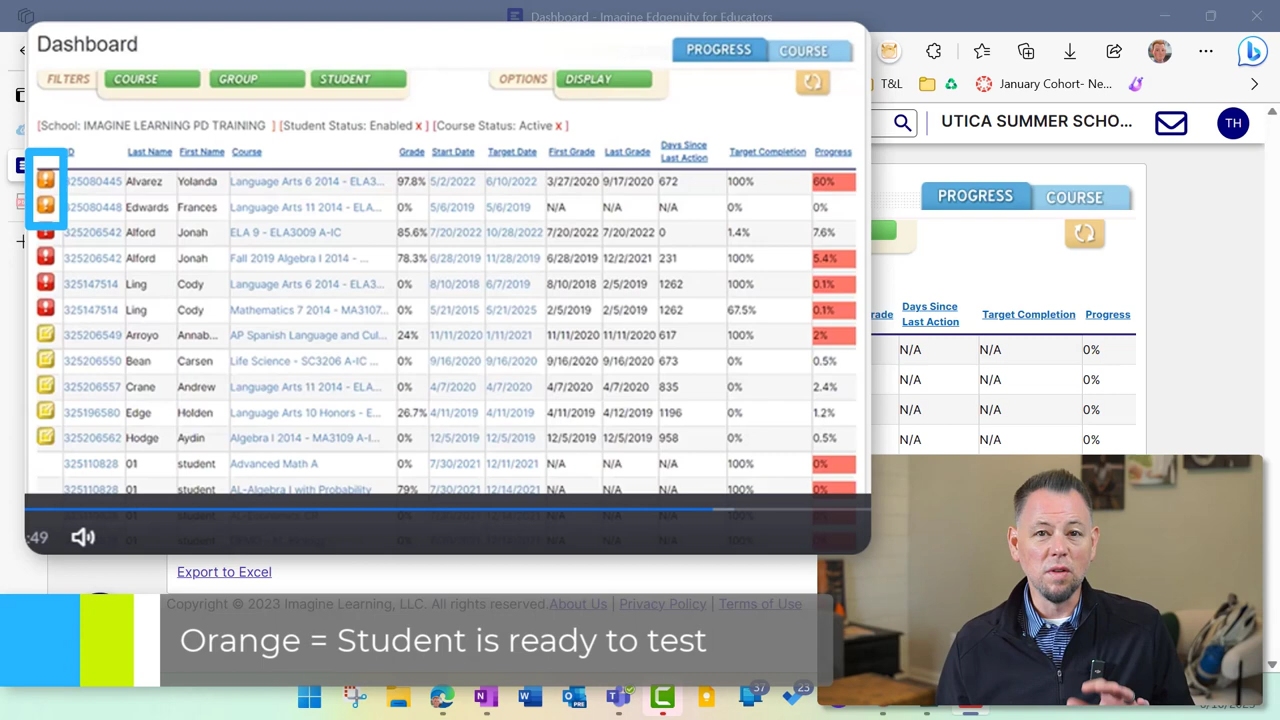 Dashboard - Imagine Edgenuity for Educators
Dashboard
PROGRESS COURSE
FILTERS COURSE GROUP STUDENT OPTIONS DISPLAY
T&L January Cohort- Ne...
[School: IMAGINE LEARNING PD TRAINING ] [Student Status: Enabled x ] [Course Status: Active x ]
UTICA SUMMER SCHO... TH
ID Last Name First Name Course Grade Start Date Target Date First Grade Last Grade Days Since Last Action Target Completion Progress
325080445 Alvarez Yolanda Language Arts 6 2014 - ELA3... 97.8% 5/2/2022 6/10/2022 3/27/2020 9/17/2020 672 100% 60%
325080448 Edwards Frances Language Arts 11 2014 - ELA... 0% 5/6/2019 5/6/2019 N/A N/A N/A 0% 0%
325206542 Alford Jonah ELA 9 - ELA3009 A-IC 85.6% 7/20/2022 10/28/2022 7/20/2022 7/20/2022 0 1.4% 7.6%
325206542 Alford Jonah Fall 2019 Algebra I 2014 - ... 78.3% 6/28/2019 11/28/2019 6/28/2019 12/2/2021 231 100% 5.4%
325147514 Ling Cody Language Arts 6 2014 - ELA3... 0% 8/10/2018 6/7/2019 8/10/2018 2/5/2019 1262 100% 0.1%
325147514 Ling Cody Mathematics 7 2014 - MA3107... 0% 5/21/2015 5/21/2025 2/5/2019 2/5/2019 1262 67.5% 0.1%
325206549 Arroyo Annab... AP Spanish Language and Cul... 24% 11/11/2020 1/11/2021 11/11/2020 11/11/2020 617 100% 2%
325206550 Bean Carsen Life Science - SC3206 A-IC ... 0% 9/16/2020 9/16/2020 9/16/2020 9/16/2020 673 0% 0.5%
325206557 Crane Andrew Language Arts 11 2014 - ELA... 0% 4/7/2020 4/7/2020 4/7/2020 4/7/2020 835 0% 2.4%
325196580 Edge Holden Language Arts 10 Honors - E... 26.7% 4/11/2019 4/11/2019 4/11/2019 4/12/2019 1196 0% 1.2%
325206562 Hodge Aydin Algebra I 2014 - MA3109 A-I... 0% 12/5/2019 12/5/2019 12/5/2019 12/5/2019 958 0% 0.5%
325110828 01 student Advanced Math A 0% 7/30/2021 12/11/2021 N/A N/A N/A 100% 0%
325110828 01 student AL-Algebra I with Probability 79% 7/30/2021 12/14/2021 N/A N/A N/A 100% 0%
:49
PROGRESS COURSE
rade Days Since Last Action Target Completion Progress
N/A N/A 0%
N/A N/A 0%
N/A N/A 0%
N/A N/A 0%
Export to Excel
Copyright © 2023 Imagine Learning, LLC. All rights reserved. About Us | Privacy Policy | Terms of Use
Orange = Student is ready to test
37 23